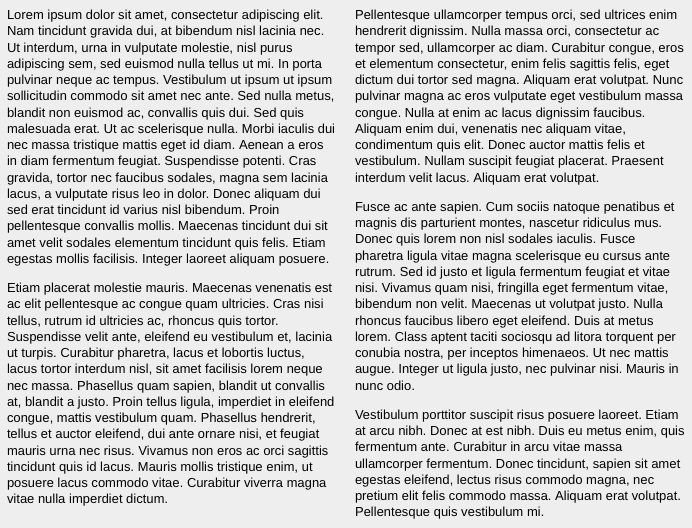 Lorem ipsum dolor sit amet, consectetur adipiscing elit.
Nam tincidunt gravida dui, at bibendum nisl lacinia nec.
Ut interdum, urna in vulputate molestie, nisl purus
adipiscing sem, sed euismod nulla tellus ut mi. In porta
pulvinar neque ac tempus. Vestibulum ut ipsum ut ipsum
sollicitudin commodo sit amet nec ante. Sed nulla metus,
blandit non euismod ac, convallis quis dui. Sed quis
malesuada erat. Ut ac scelerisque nulla. Morbi iaculis dui
nec massa tristique mattis eget id diam. Aenean a eros
in diam fermentum feugiat. Suspendisse potenti. Cras
gravida, tortor nec faucibus sodales, magna sem lacinia
lacus, a vulputate risus leo in dolor. Donec aliquam dui
sed erat tincidunt id varius nisl bibendum. Proin
pellentesque convallis mollis. Maecenas tincidunt dui sit
amet velit sodales elementum tincidunt quis felis. Etiam
egestas mollis facilisis. Integer laoreet aliquam posuere.
Etiam placerat molestie mauris. Maecenas venenatis est
ac elit pellentesque ac congue quam ultricies. Cras nisi
tellus, rutrum id ultricies ac, rhoncus quis tortor.
Suspendisse velit ante, eleifend eu vestibulum et, lacinia
ut turpis. Curabitur pharetra, lacus et lobortis luctus,
lacus tortor interdum nisl, sit amet facilisis lorem neque
nec massa. Phasellus quam sapien, blandit ut convallis
at, blandit a justo. Proin tellus ligula, imperdiet in eleifend
congue, mattis vestibulum quam. Phasellus hendrerit,
tellus et auctor eleifend, dui ante ornare nisi, et feugiat
mauris urna nec risus. Vivamus non eros ac orci sagittis
tincidunt quis id lacus. Mauris mollis tristique enim, ut
posuere lacus commodo vitae. Curabitur viverra magna
vitae nulla imperdiet dictum.
Pellentesque ullamcorper tempus orci, sed ultrices enim
hendrerit dignissim. Nulla massa orci, consectetur ac
tempor sed, ullamcorper ac diam. Curabitur congue, eros
et elementum consectetur, enim felis sagittis felis, eget
dictum dui tortor sed magna. Aliquam erat volutpat. Nunc
pulvinar magna ac eros vulputate eget vestibulum massa
congue. Nulla at enim ac lacus dignissim faucibus.
Aliquam enim dui, venenatis nec aliquam vitae,
condimentum quis elit. Donec auctor mattis felis et
vestibulum. Nullam suscipit feugiat placerat. Praesent
interdum velit lacus. Aliquam erat volutpat.
Fusce ac ante sapien. Cum sociis natoque penatibus et
magnis dis parturient montes, nascetur ridiculus mus.
Donec quis lorem non nisl sodales iaculis. Fusce
pharetra ligula vitae magna scelerisque eu cursus ante
rutrum. Sed id justo et ligula fermentum feugiat et vitae
nisi. Vivamus quam nisi, fringilla eget fermentum vitae,
bibendum non velit. Maecenas ut volutpat justo. Nulla
rhoncus faucibus libero eget eleifend. Duis at metus
lorem. Class aptent taciti sociosqu ad litora torquent per
conubia nostra, per inceptos himenaeos. Ut nec mattis
augue. Integer ut ligula justo, nec pulvinar nisi. Mauris in
nunc odio.
Vestibulum porttitor suscipit risus posuere laoreet. Etiam
at arcu nibh. Donec at est nibh. Duis eu metus enim, quis
fermentum ante. Curabitur in arcu vitae massa
ullamcorper fermentum. Donec tincidunt, sapien sit amet
egestas eleifend, lectus risus commodo magna, nec
pretium elit felis commodo massa. Aliquam erat volutpat.
Pellentesque quis vestibulum mi.